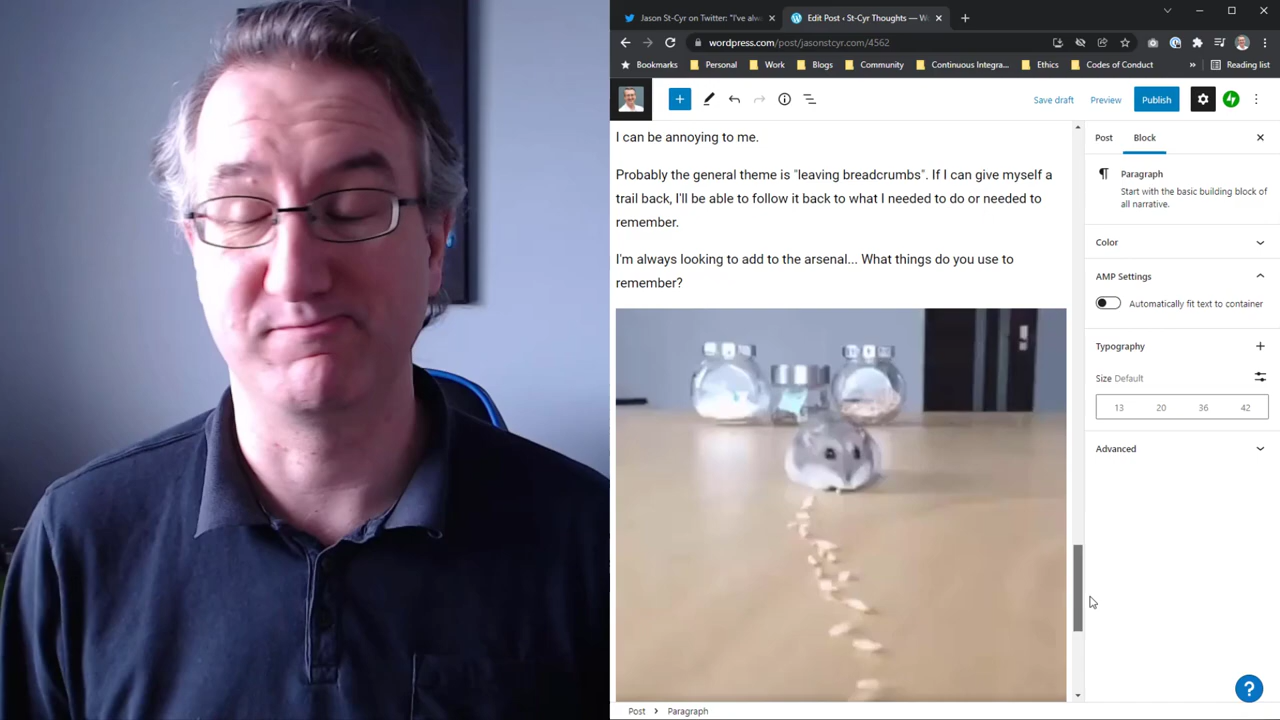 Jason St-Cyr on Twitter: "I've alw
Edit Post ‹ St-Cyr Thoughts — W
wordpress.com/post/jasonstcyr.com/4562
Bookmarks Personal Work Blogs Community Continuous Integra... Ethics Codes of Conduct » Reading list
Save draft Preview Publish
Post Block
I can be annoying to me.
Probably the general theme is "leaving breadcrumbs". If I can give myself a
trail back, I'll be able to follow it back to what I needed to do or needed to
remember.
I'm always looking to add to the arsenal... What things do you use to
remember?
Paragraph
Start with the basic building block of
all narrative.
Color
AMP Settings
Automatically fit text to container
Typography
Size Default
13 20 36 42
Advanced
Post > Paragraph
?